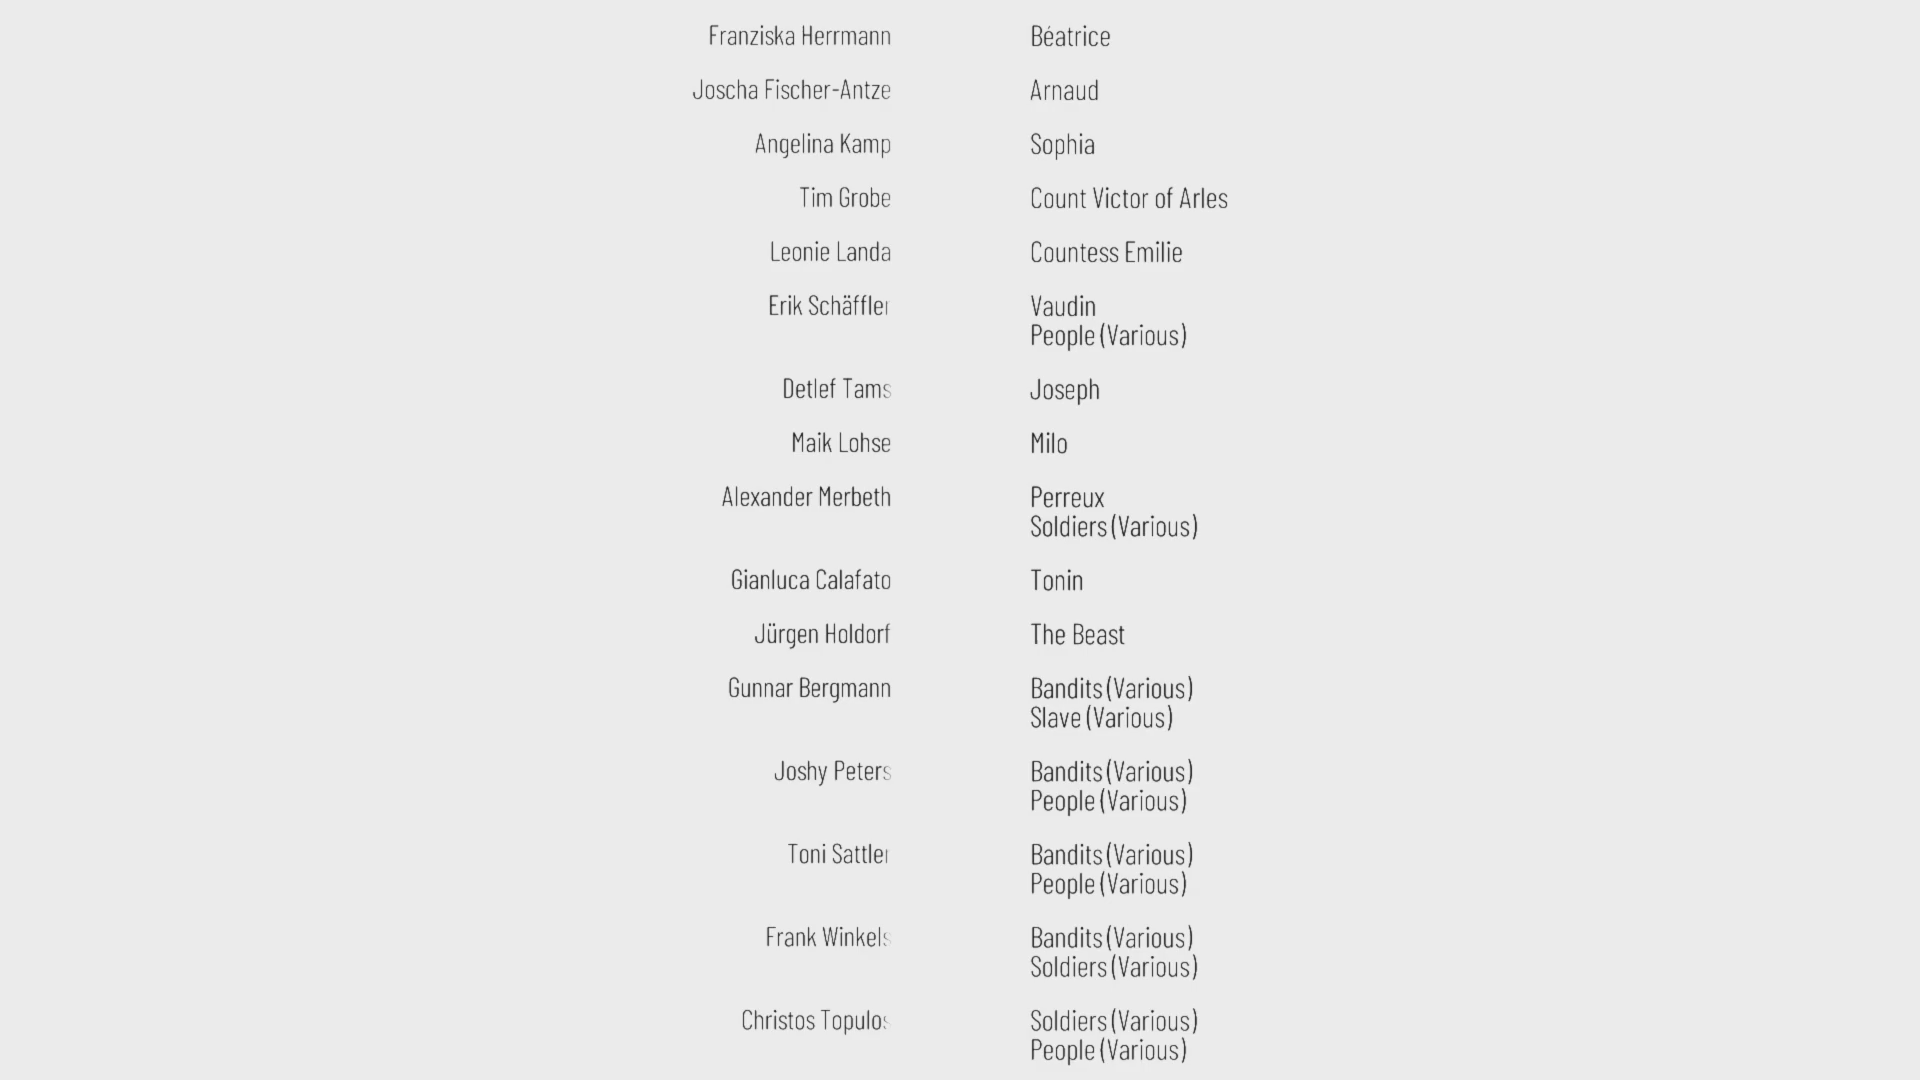 Franziska Herrmann Béatrice
Joscha Fischer-Antze Arnaud
Angelina Kamp Sophia
Tim Grobe Count Victor of Arles
Leonie Landa Countess Emilie
Erik Schäffler Vaudin
People (Various)
Detlef Tams Joseph
Maik Lohse Milo
Alexander Merbeth Perreux
Soldiers (Various)
Gianluca Calafato Tonin
Jürgen Holdorf The Beast
Gunnar Bergmann Bandits (Various)
Slave (Various)
Joshy Peters Bandits (Various)
People (Various)
Toni Sattler Bandits (Various)
People (Various)
Frank Winkels Bandits (Various)
Soldiers (Various)
Christos Topulos Soldiers (Various)
People (Various)